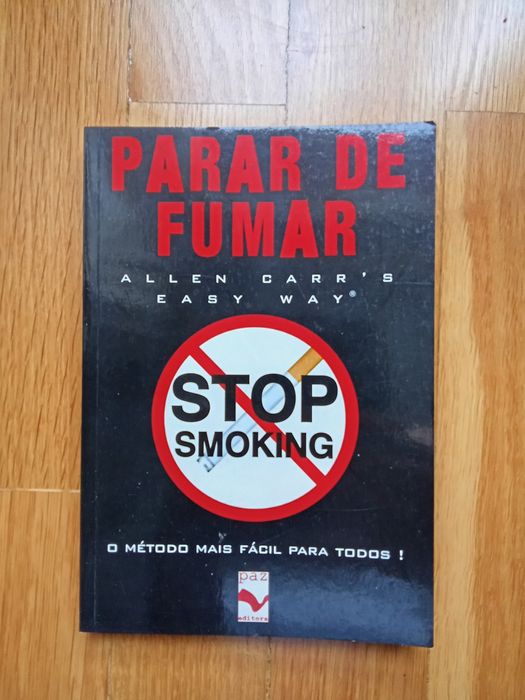 PARAR DE
FUMAR
ALLEN CARR'S
EASY WAY®
STOP
SMOKING
O MÉTODO MAIS FÁCIL PARA TODOS !
paz
editora